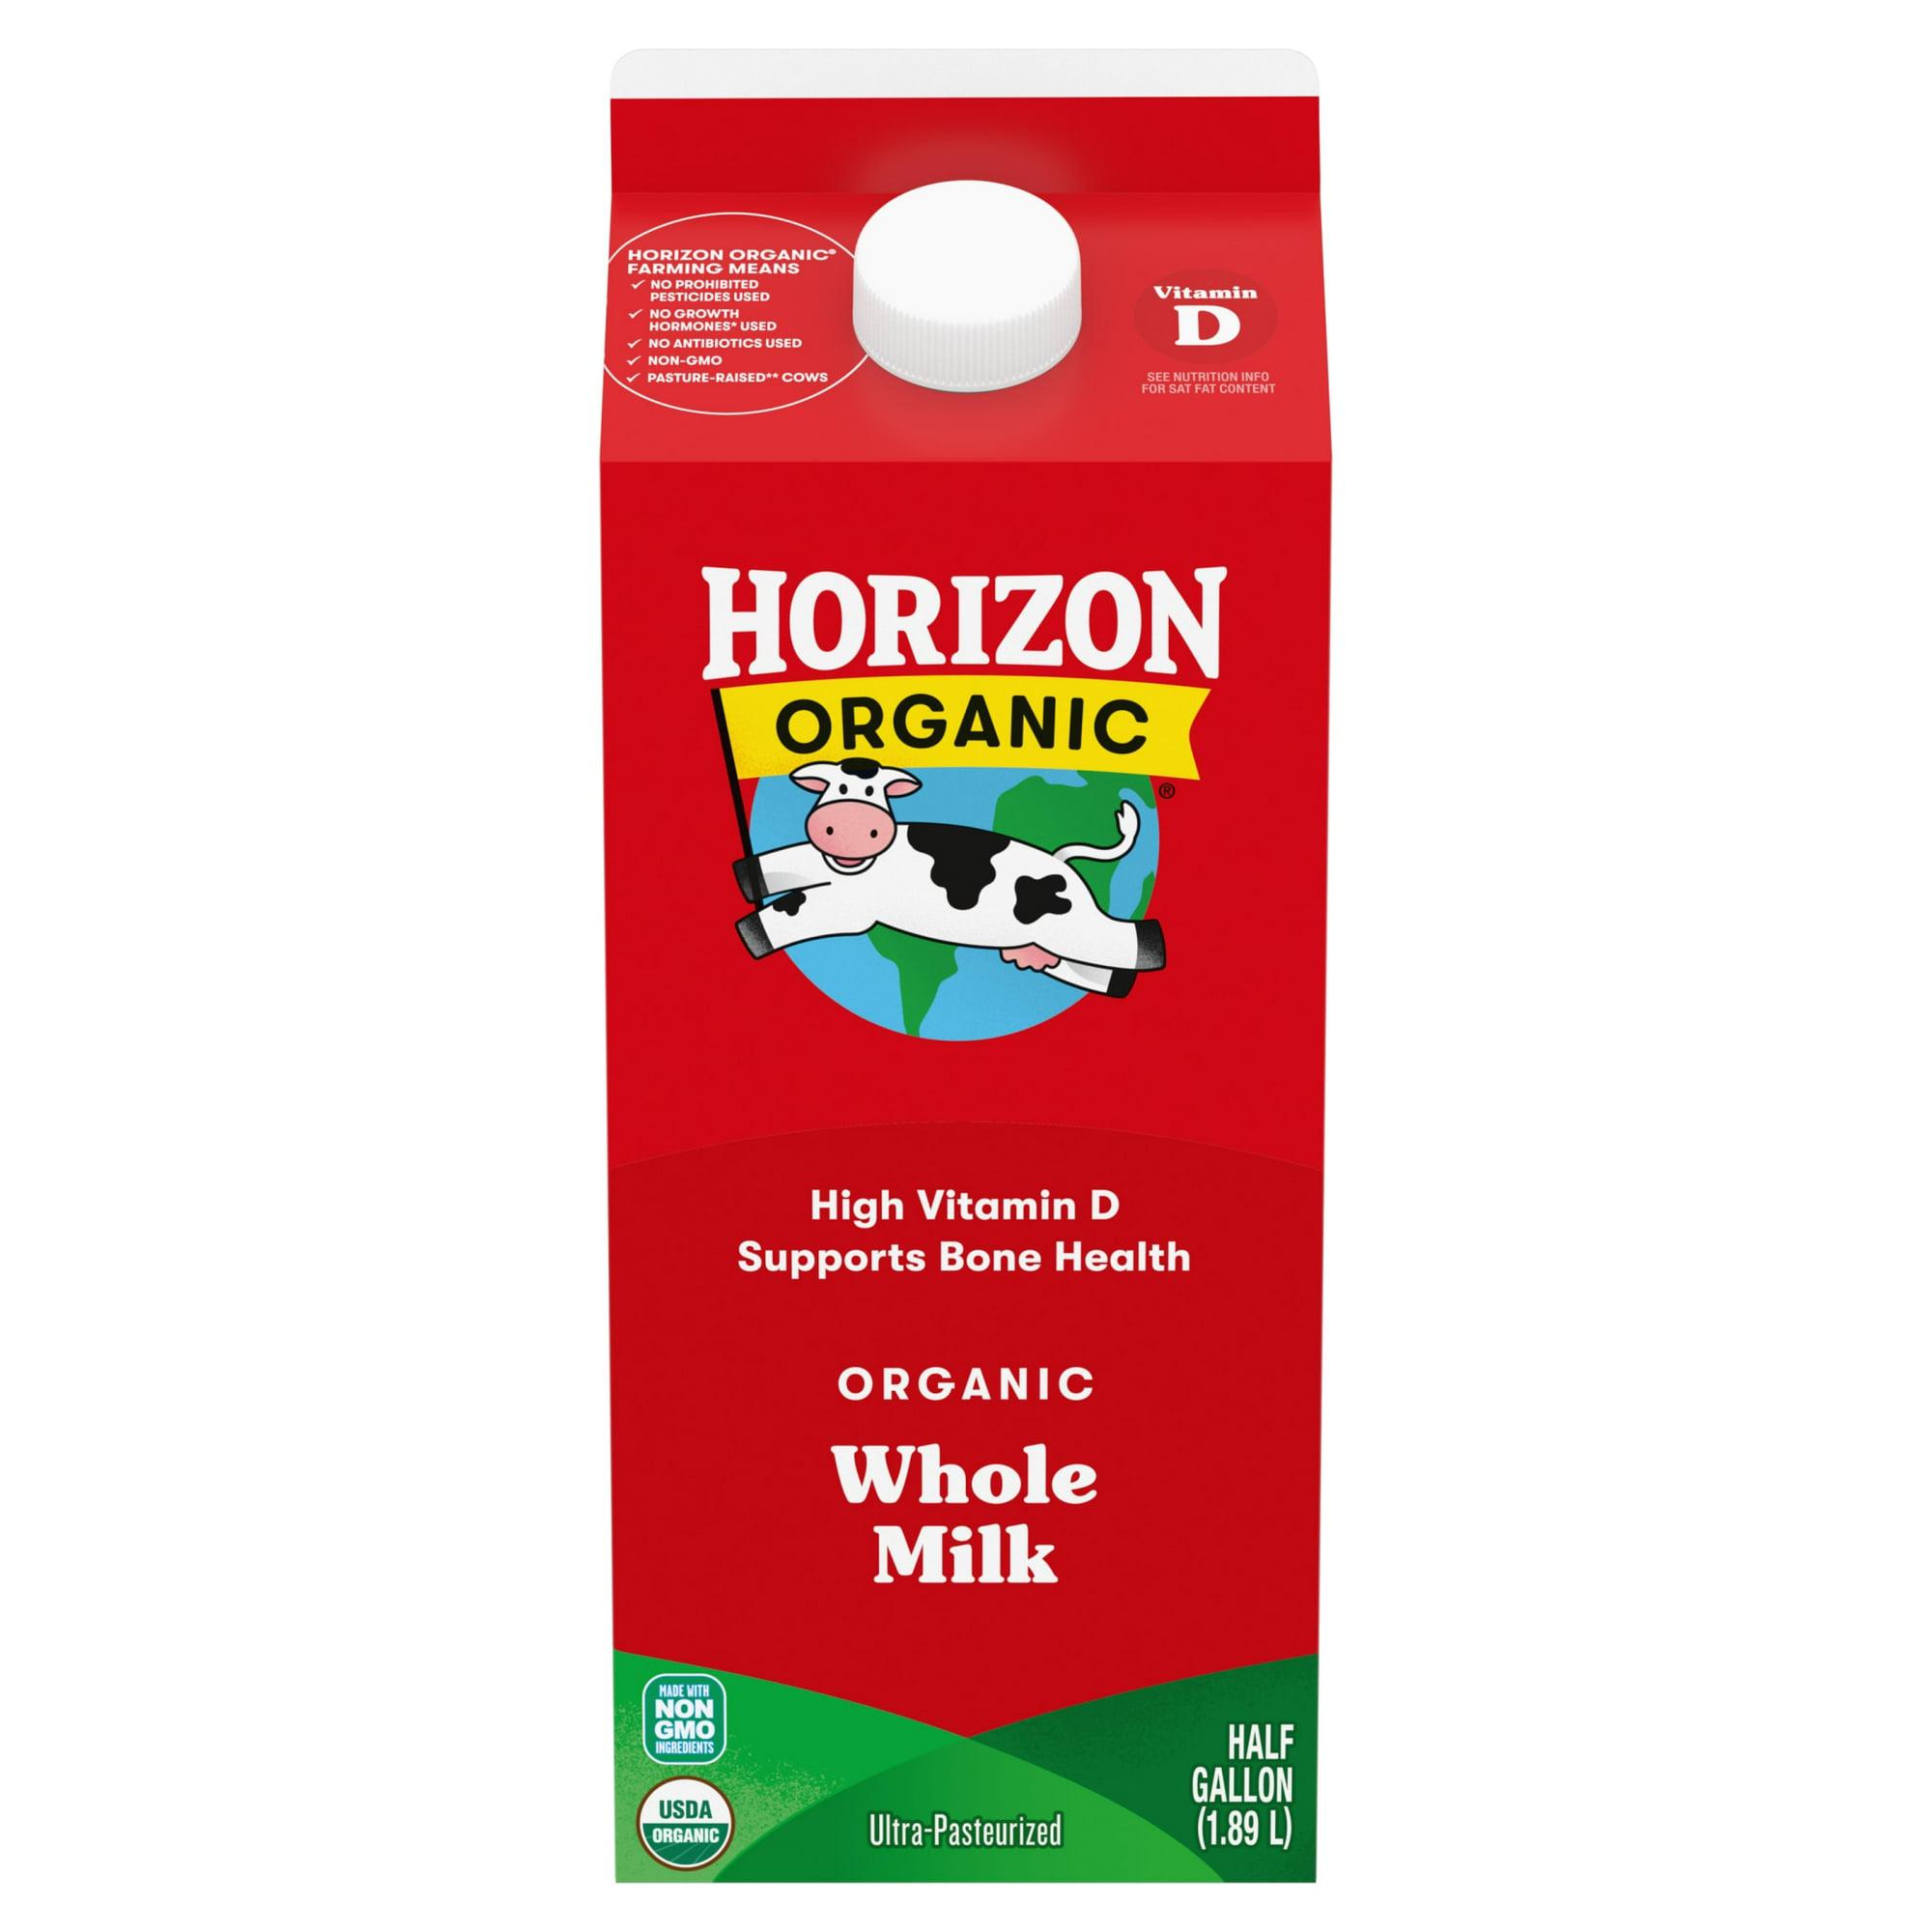 HORIZON ORGANIC®
FARMING MEANS
NO PROHIBITED
PESTICIDES USED
NO GROWTH
HORMONES* USED
NO ANTIBIOTICS USED
NON-GMO
PASTURE-RAISED** COWS
Vitamin
D
SEE NUTRITION INFO
FOR SAT FAT CONTENT
HORIZON
ORGANIC
®
High Vitamin D
Supports Bone Health
ORGANIC
Whole
Milk
MADE WITH
NON
GMO
INGREDIENTS
USDA
ORGANIC
Ultra-Pasteurized
HALF
GALLON
(1.89 L)